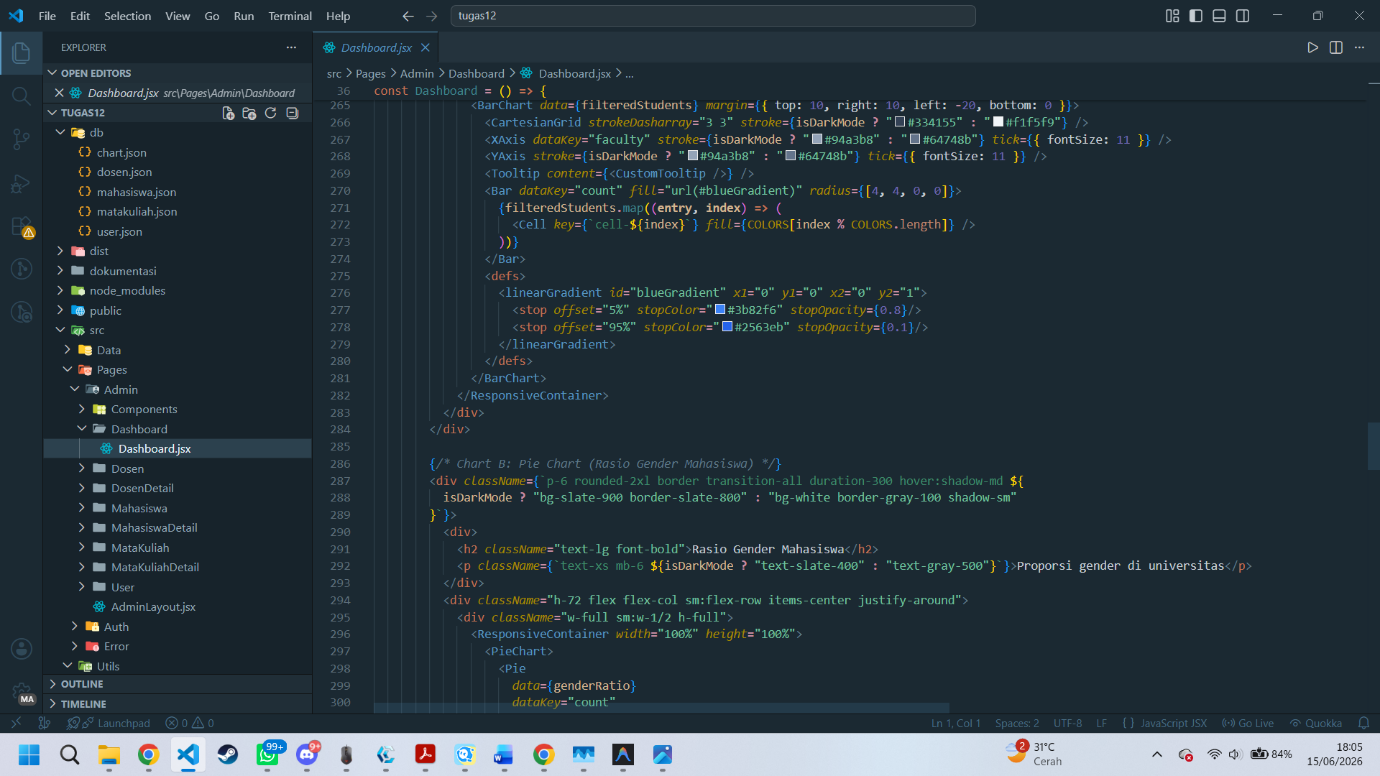 File Edit Selection View Go Run Terminal Help
tugas12
EXPLORER
OPEN EDITORS
Dashboard.jsx src\Pages\Admin\Dashboard
TUGAS12
db
chart.json
dosen.json
mahasiswa.json
matakuliah.json
user.json
dist
dokumentasi
node_modules
public
src
Data
Pages
Admin
Components
Dashboard
Dashboard.jsx
Dosen
DosenDetail
Mahasiswa
MahasiswaDetail
MataKuliah
MataKuliahDetail
User
AdminLayout.jsx
Auth
Error
Utils
OUTLINE
TIMELINE
Dashboard.jsx
src > Pages > Admin > Dashboard > Dashboard.jsx > ...
36 const Dashboard = () => {
265 <BarChart data={filteredStudents} margin={{ top: 10, right: 10, left: -20, bottom: 0 }}>
266 <CartesianGrid strokeDasharray="3 3" stroke={isDarkMode ? "#334155" : "#f1f5f9"} />
267 <XAxis dataKey="faculty" stroke={isDarkMode ? "#94a3b8" : "#64748b"} tick={{ fontSize: 11 }} />
268 <YAxis stroke={isDarkMode ? "#94a3b8" : "#64748b"} tick={{ fontSize: 11 }} />
269 <Tooltip content={<CustomTooltip />} />
270 <Bar dataKey="count" fill="url(#blueGradient)" radius={[4, 4, 0, 0]}>
271 {filteredStudents.map((entry, index) => (
272 <Cell key={`cell-${index}`} fill={COLORS[index % COLORS.length]} />
273 ))}
274 </Bar>
275 <defs>
276 <linearGradient id="blueGradient" x1="0" y1="0" x2="0" y2="1">
277 <stop offset="5%" stopColor="#3b82f6" stopOpacity={0.8}/>
278 <stop offset="95%" stopColor="#2563eb" stopOpacity={0.1}/>
279 </linearGradient>
280 </defs>
281 </BarChart>
282 </ResponsiveContainer>
283 </div>
284 </div>
285
286 {/* Chart B: Pie Chart (Rasio Gender Mahasiswa) */}
287 <div className={`p-6 rounded-2xl border transition-all duration-300 hover:shadow-md ${
288 isDarkMode ? "bg-slate-900 border-slate-800" : "bg-white border-gray-100 shadow-sm"
289 }`}>
290 <div>
291 <h2 className="text-lg font-bold">Rasio Gender Mahasiswa</h2>
292 <p className={`text-xs mb-6 ${isDarkMode ? "text-slate-400" : "text-gray-500"}`}>Proporsi gender di universitas</p>
293 </div>
294 <div className="h-72 flex flex-col sm:flex-row items-center justify-around">
295 <div className="w-full sm:w-1/2 h-full">
296 <ResponsiveContainer width="100%" height="100%">
297 <PieChart>
298 <Pie
299 data={genderRatio}
300 dataKey="count"
MA
Launchpad 0 0
Ln 1, Col 1 Spaces: 2 UTF-8 LF { } JavaScript JSX Go Live Quokka
99+
9+
2
31°C
Cerah
84%
18:05
15/06/2026